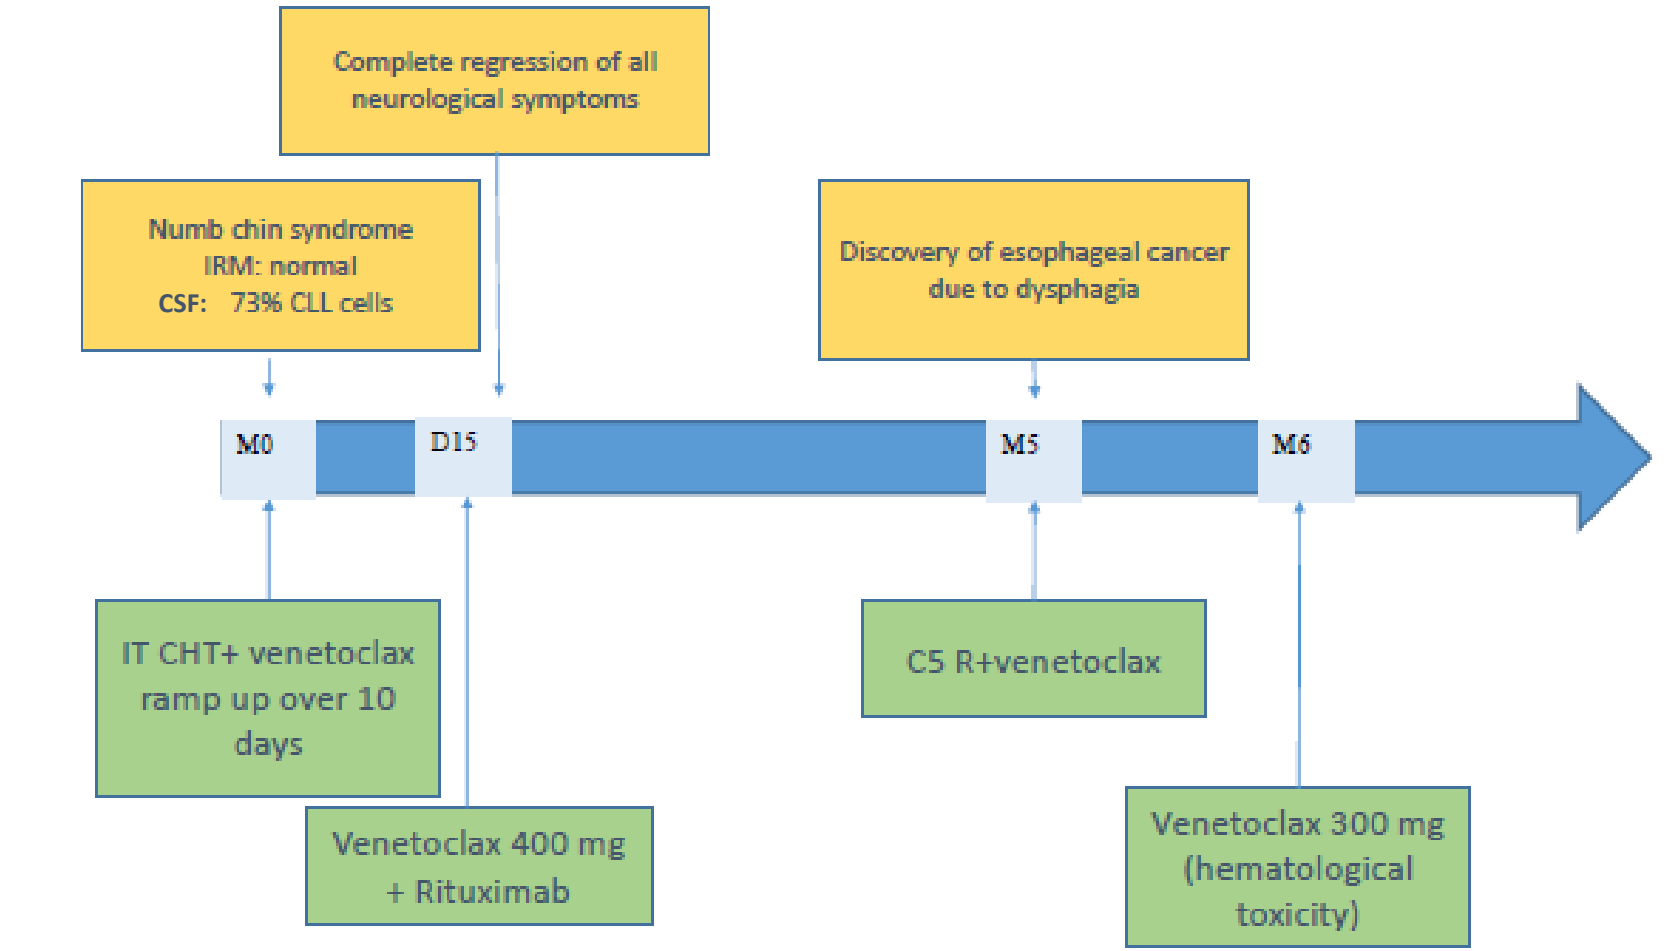 Complete regression of all
neurological symptoms
Numb chin syndrome
IRM: normal
CSF: 73% CLL cells
Discovery of esophageal cancer
due to dysphagia
M0
D15
M5
M6
IT CHT+ venetoclax
ramp up over 10
days
C5 R+venetoclax
Venetoclax 400 mg
+ Rituximab
Venetoclax 300 mg
(hematological
toxicity)